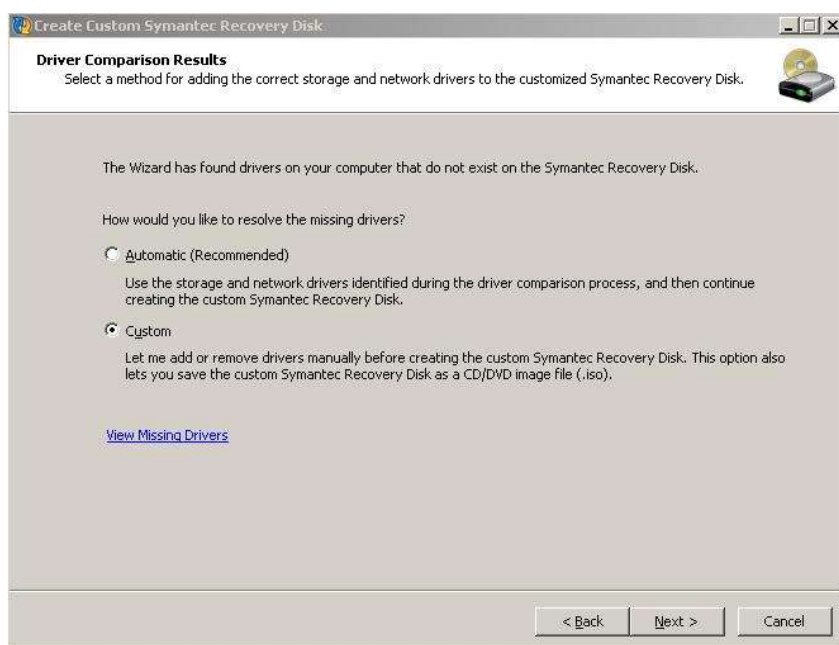 Create Custom Symantec Recovery Disk
Driver Comparison Results
Select a method for adding the correct storage and network drivers to the customized Symantec Recovery Disk.
The Wizard has found drivers on your computer that do not exist on the Symantec Recovery Disk.
How would you like to resolve the missing drivers?
Automatic (Recommended)
Use the storage and network drivers identified during the driver comparison process, and then continue
creating the custom Symantec Recovery Disk.
Custom
Let me add or remove drivers manually before creating the custom Symantec Recovery Disk. This option also
lets you save the custom Symantec Recovery Disk as a CD/DVD image file (.iso).
View Missing Drivers
< Back Next > Cancel